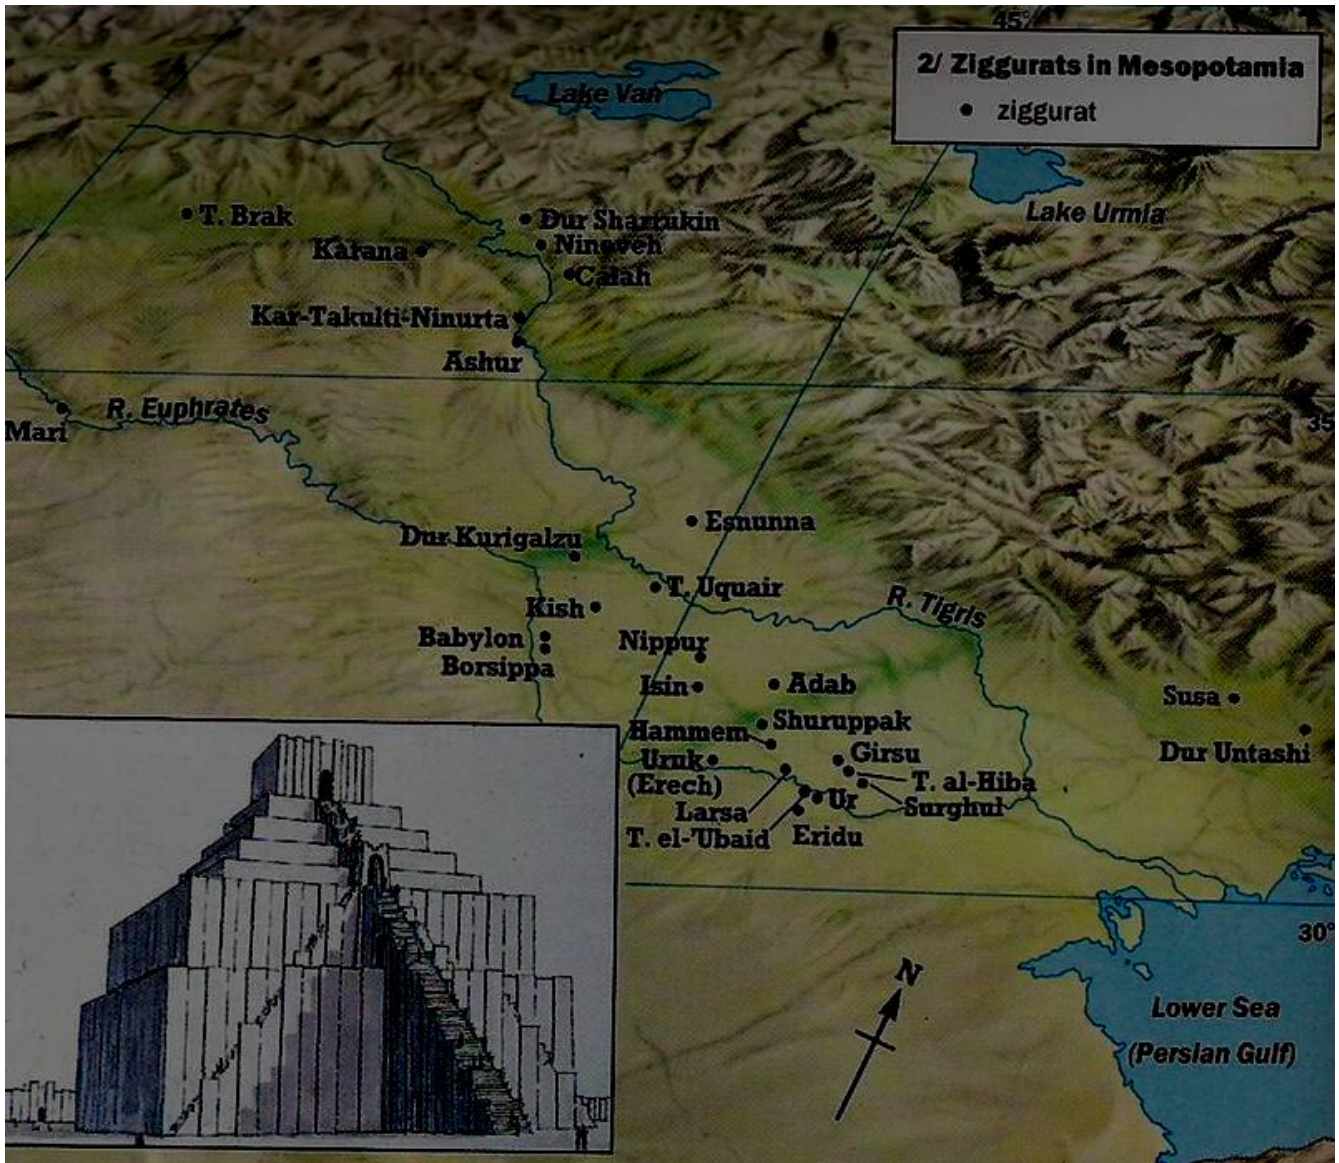 45°
2/ Ziggurats in Mesopotamia
ziggurat
Lake Van
Lake Urmia
T. Brak
Dur Sharrukin
Nineveh
Karana
Calah
Kar-Takulti-Ninurta
Ashur
R. Euphrates
Mari
35
Esnunna
Dur Kurigalzu
T. Uquair
R. Tigris
Kish
Babylon
Borsippa
Nippur
Isin
Adab
Susa
Shuruppak
Hammem
Dur Untashi
Uruk
(Erech)
Girsu
T. al-Hiba
Surghul
Larsa
Ur
T. el-'Ubaid
Eridu
30°
N
Lower Sea
(Persian Gulf)